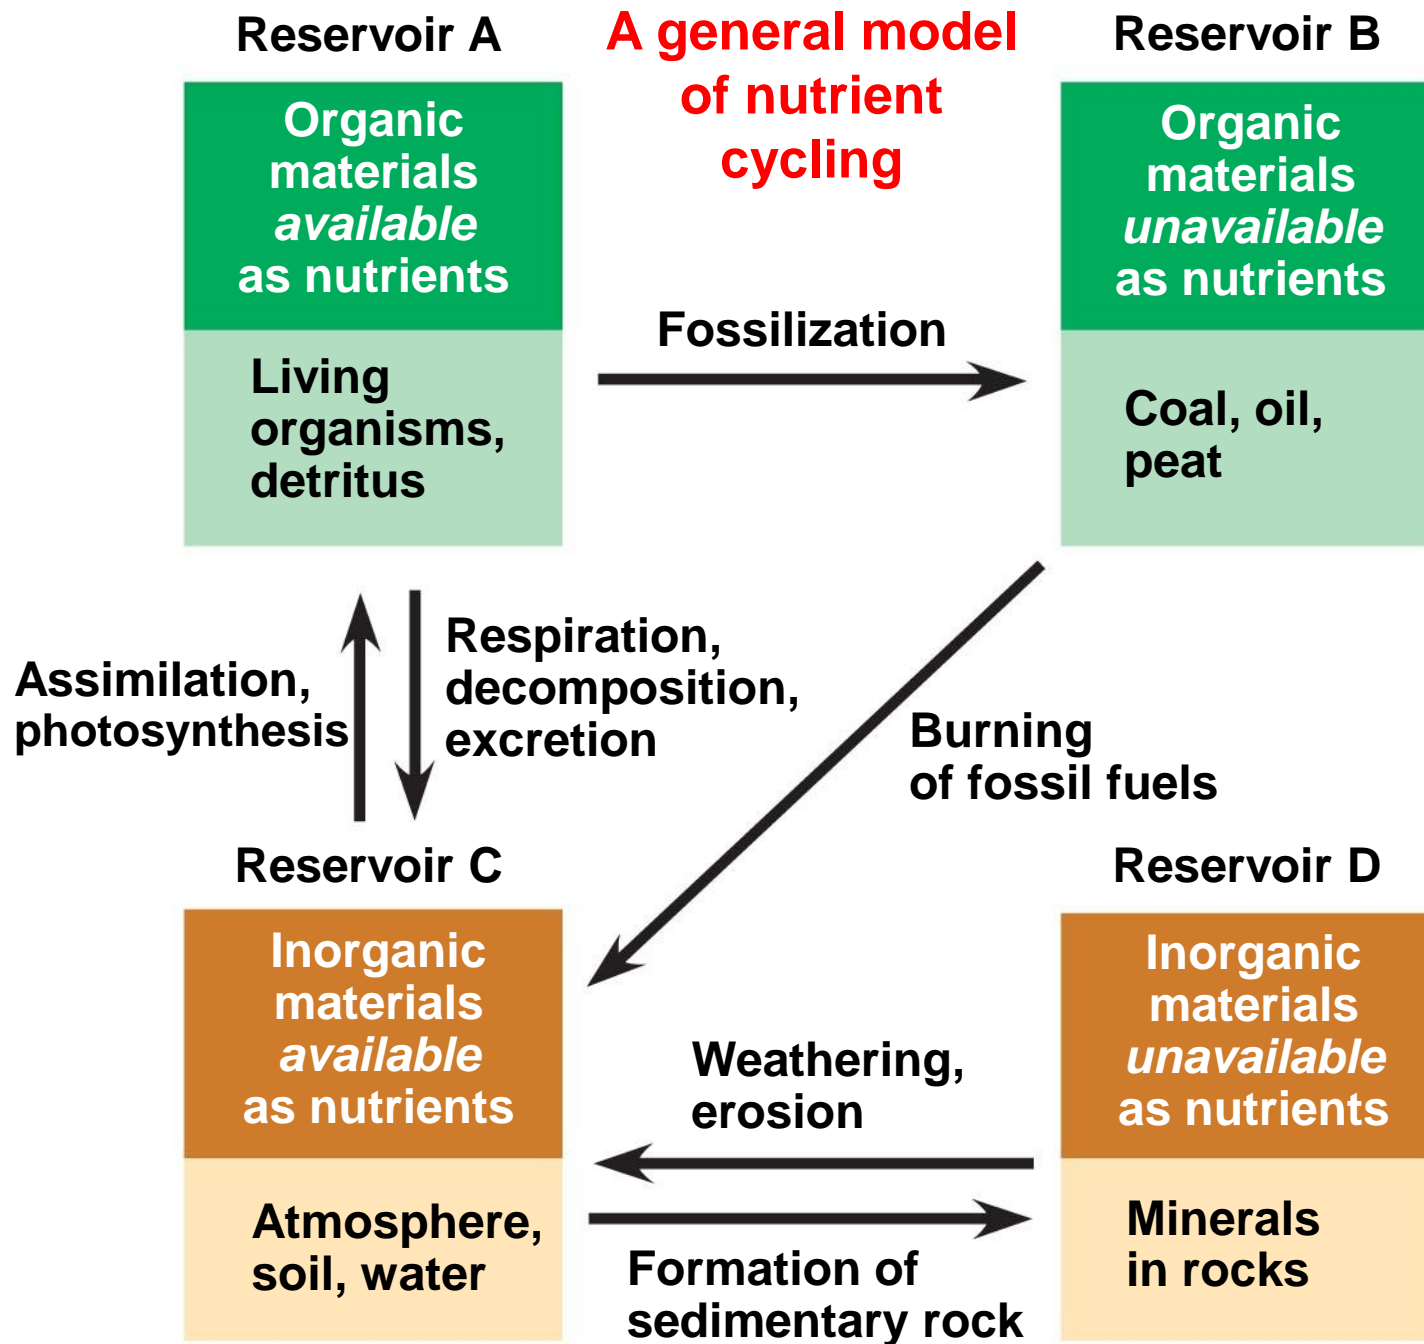 Reservoir A
A general model
of nutrient
cycling
Reservoir B
Organic
materials
available
as nutrients
Living
organisms,
detritus
Fossilization
Organic
materials
unavailable
as nutrients
Coal, oil,
peat
Assimilation,
photosynthesis
Respiration,
decomposition,
excretion
Burning
of fossil fuels
Reservoir C
Reservoir D
Inorganic
materials
available
as nutrients
Atmosphere,
soil, water
Weathering,
erosion
Formation of
sedimentary rock
Inorganic
materials
unavailable
as nutrients
Minerals
in rocks